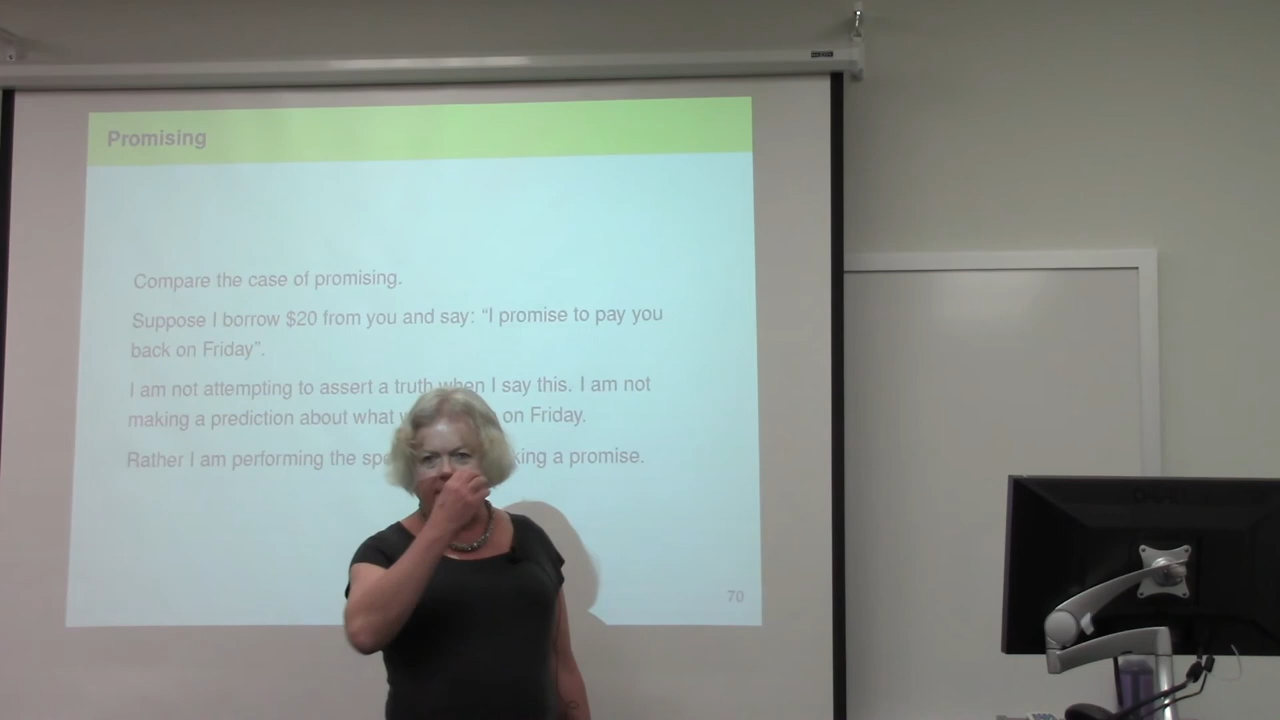 Promising
Compare the case of promising.
Suppose I borrow $20 from you and say: “I promise to pay you
back on Friday”.
I am not attempting to assert a truth when I say this. I am not
making a prediction about what on Friday.
Rather I am performing the a promise.
70